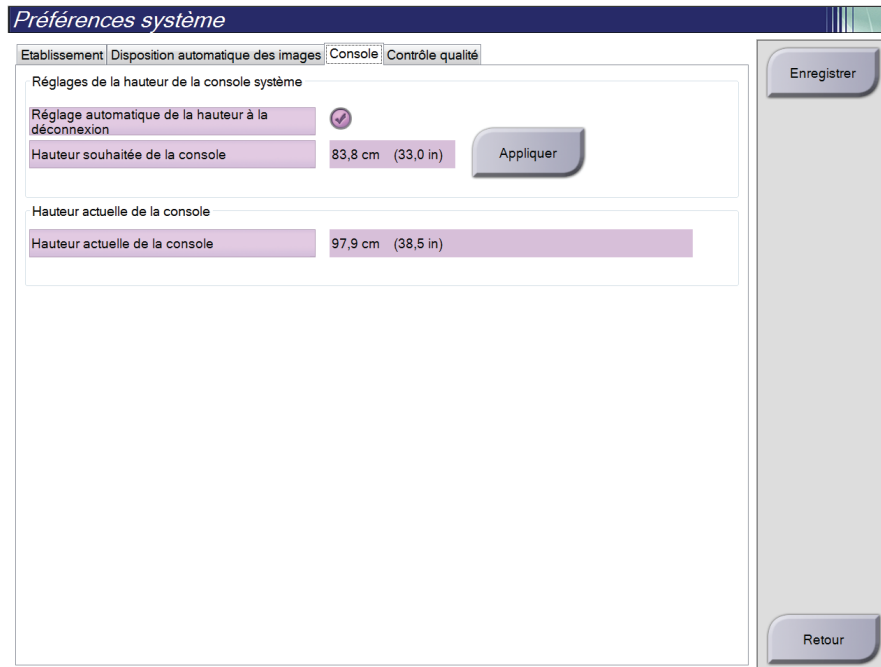 Préférences système
Etablissement Disposition automatique des images Console Contrôle qualité
Enregistrer
Réglages de la hauteur de la console système
Réglage automatique de la hauteur à la
déconnexion
Hauteur souhaitée de la console 83,8 cm (33,0 in) Appliquer
Hauteur actuelle de la console
Hauteur actuelle de la console 97,9 cm (38,5 in)
Retour